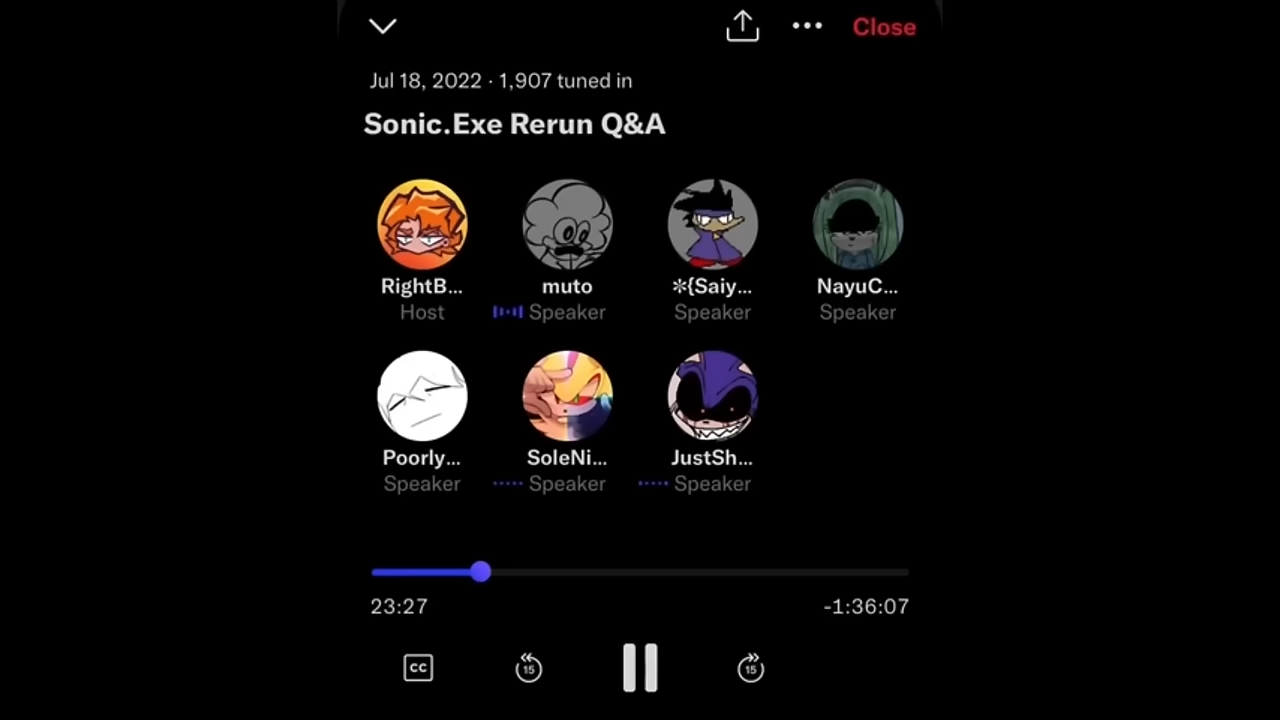 Close
Jul 18, 2022 · 1,907 tuned in
Sonic.Exe Rerun Q&A
RightB... muto ✻{Saiy... NayuC...
Host Speaker Speaker Speaker
Poorly... SoleNi... JustSh...
Speaker Speaker Speaker
23:27 -1:36:07
CC 15 15